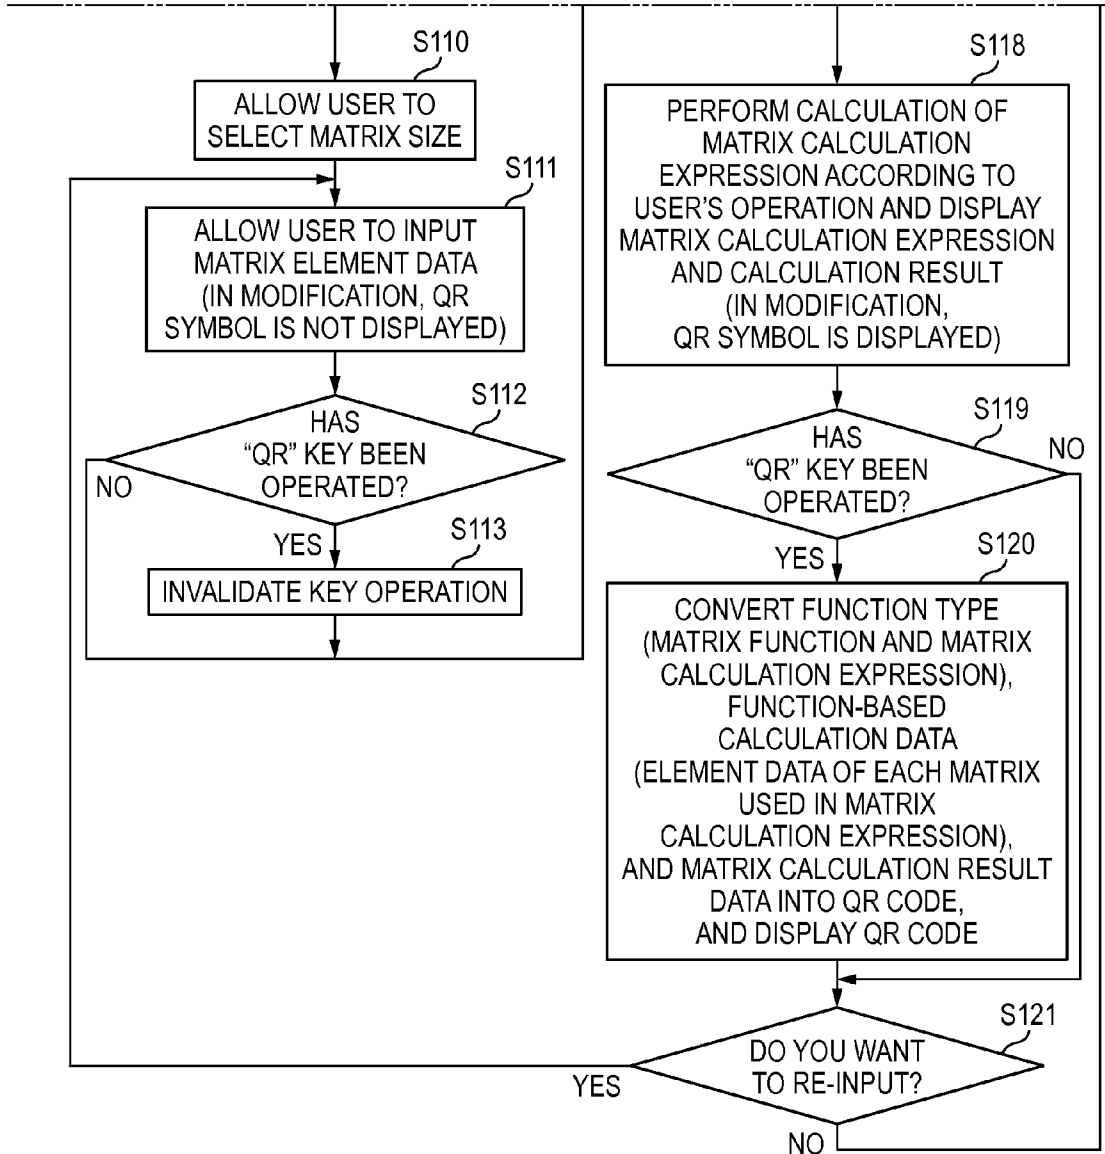 S110
ALLOW USER TO
SELECT MATRIX SIZE
S111
ALLOW USER TO INPUT
MATRIX ELEMENT DATA
(IN MODIFICATION, QR
SYMBOL IS NOT DISPLAYED)
S112
HAS
“QR” KEY BEEN
OPERATED?
NO
YES
S113
INVALIDATE KEY OPERATION
S118
PERFORM CALCULATION OF
MATRIX CALCULATION
EXPRESSION ACCORDING TO
USER'S OPERATION AND DISPLAY
MATRIX CALCULATION EXPRESSION
AND CALCULATION RESULT
(IN MODIFICATION,
QR SYMBOL IS DISPLAYED)
S119
HAS
“QR” KEY BEEN
OPERATED?
NO
YES
S120
CONVERT FUNCTION TYPE
(MATRIX FUNCTION AND MATRIX
CALCULATION EXPRESSION),
FUNCTION-BASED
CALCULATION DATA
(ELEMENT DATA OF EACH MATRIX
USED IN MATRIX
CALCULATION EXPRESSION),
AND MATRIX CALCULATION RESULT
DATA INTO QR CODE,
AND DISPLAY QR CODE
S121
DO YOU WANT
TO RE-INPUT?
YES
NO